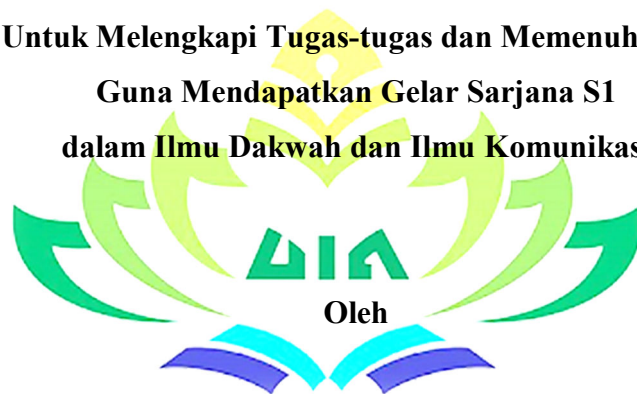 Untuk Melengkapi Tugas-tugas dan Memenuh
Guna Mendapatkan Gelar Sarjana S1
dalam Ilmu Dakwah dan Ilmu Komunikas
UIN
Oleh